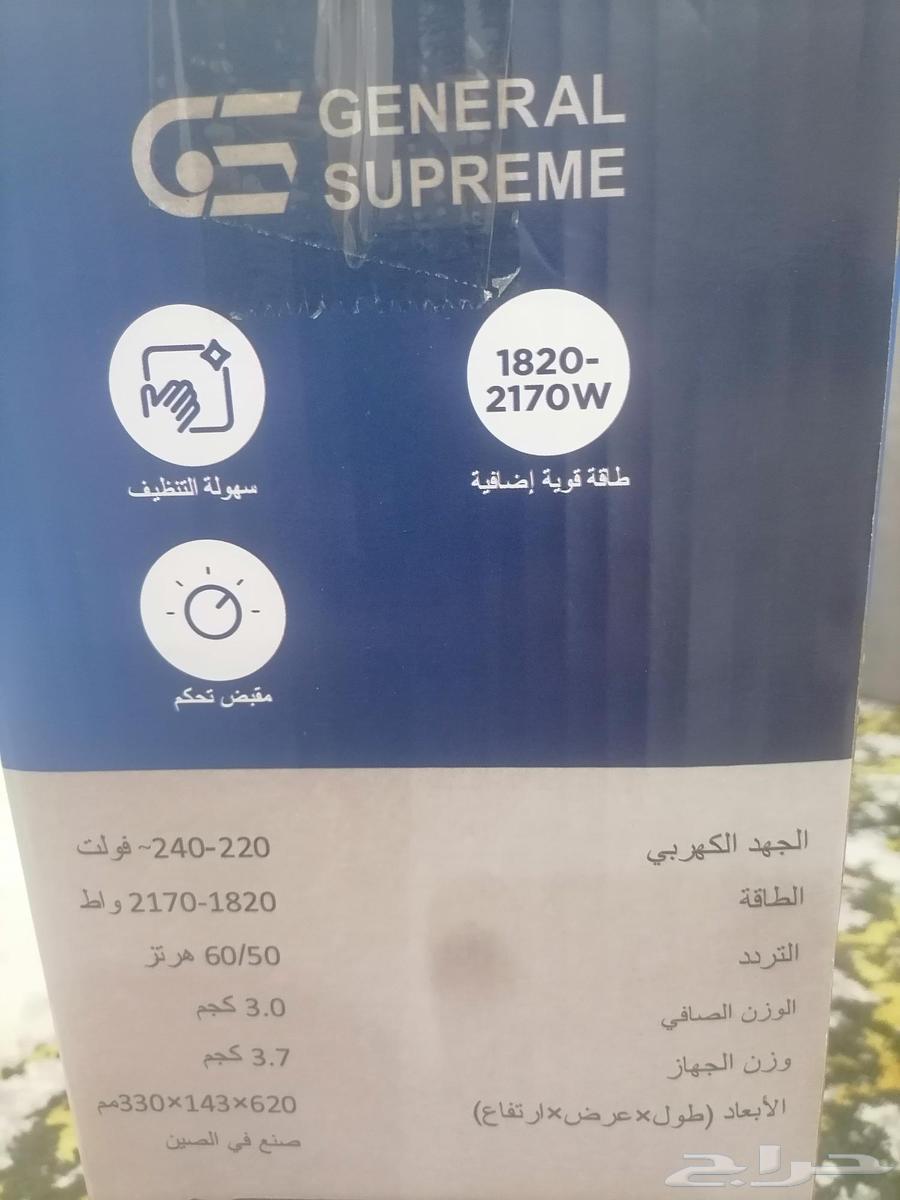 GENERAL
SUPREME
1820-
2170W
طاقة قوية إضافية
سهولة التنظيف
مقبض تحكم
الجهد الكهربي 220-240~ فولت
الطاقة 1820-2170 واط
التردد 60/50 هرتز
الوزن الصافي 3.0 كجم
وزن الجهاز 3.7 كجم
الأبعاد (طول×عرض×ارتفاع) 620×143×330مم
صنع في الصين
حراج